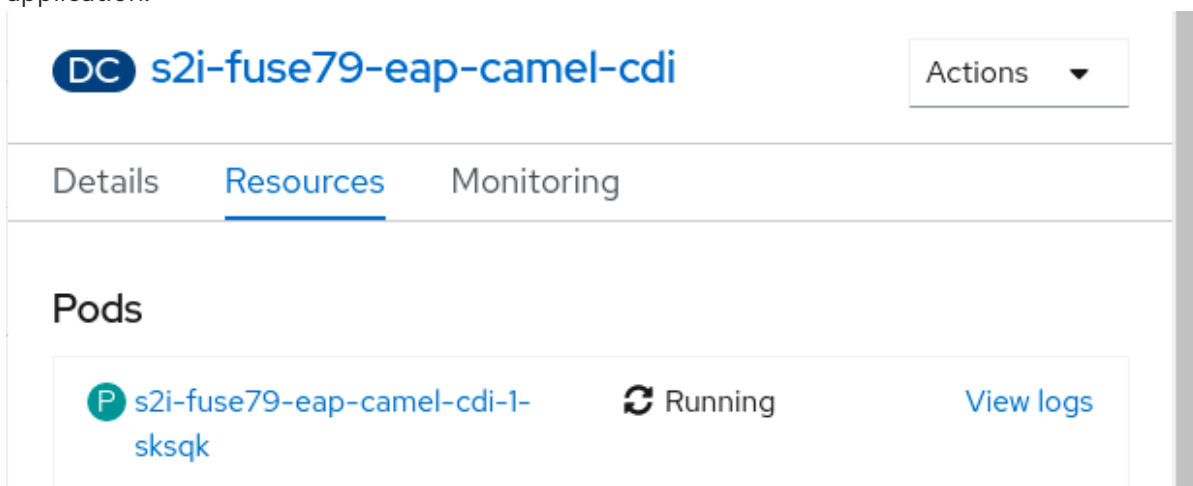 application.
DC s2i-fuse79-eap-camel-cdi
Actions
Details Resources Monitoring
Pods
P s2i-fuse79-eap-camel-cdi-1- Running View logs
sksqk